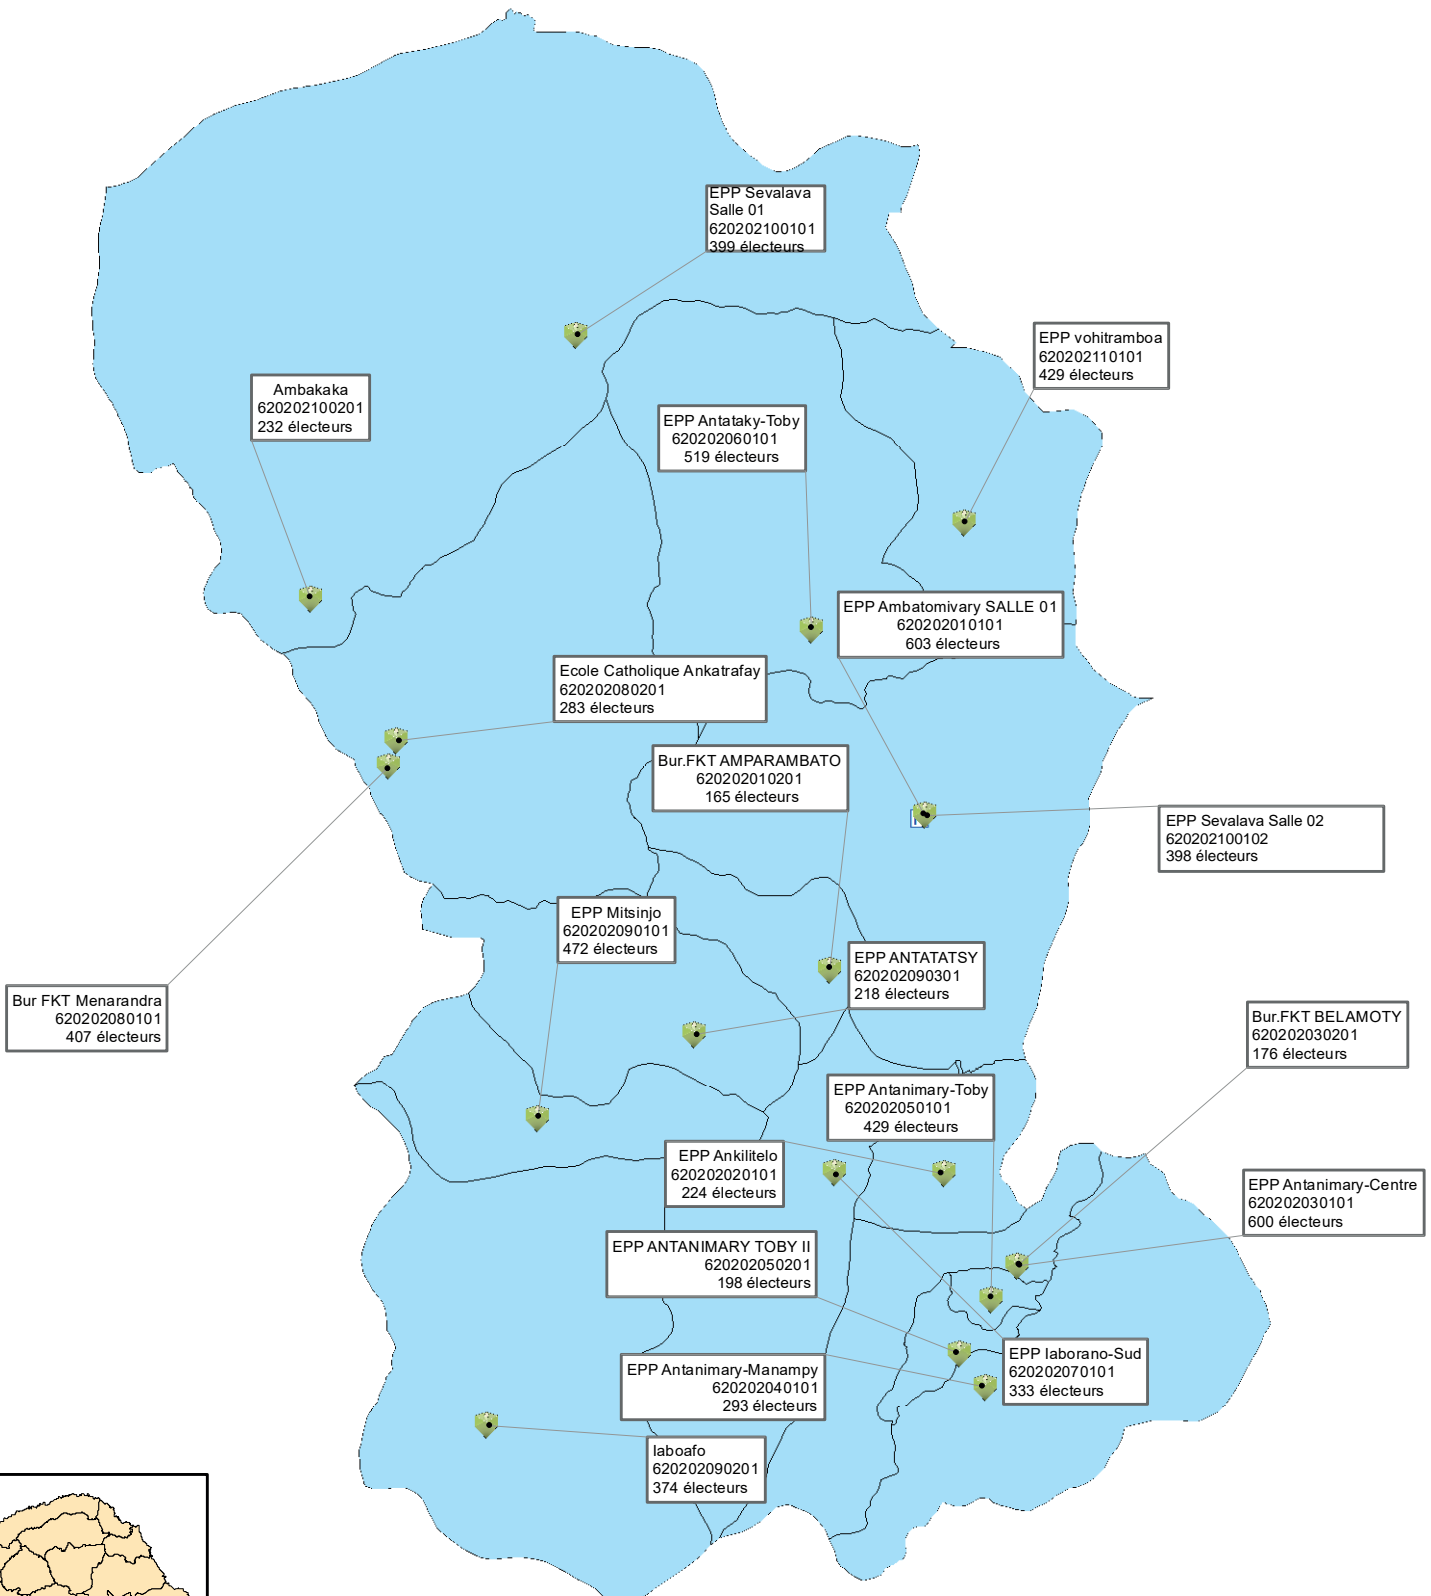 EPP Sevalava
Salle 01
620202100101
399 électeurs
EPP vohitramboa
620202110101
429 électeurs
Ambakaka
620202100201
232 électeurs
EPP Antataky-Toby
620202060101
519 électeurs
EPP Ambatomivary SALLE 01
620202010101
603 électeurs
Ecole Catholique Ankatrafay
620202080201
283 électeurs
Bur.FKT AMPARAMBATO
620202010201
165 électeurs
EPP Sevalava Salle 02
620202100102
398 électeurs
EPP Mitsinjo
620202090101
472 électeurs
EPP ANTATATSY
620202090301
218 électeurs
Bur FKT Menarandra
620202080101
407 électeurs
Bur.FKT BELAMOTY
620202030201
176 électeurs
EPP Antanimary-Toby
620202050101
429 électeurs
EPP Ankilitelo
620202020101
224 électeurs
EPP Antanimary-Centre
620202030101
600 électeurs
EPP ANTANIMARY TOBY II
620202050201
198 électeurs
EPP Iaborano-Sud
620202070101
333 électeurs
EPP Antanimary-Manampy
620202040101
293 électeurs
Iaboafo
620202090201
374 électeurs